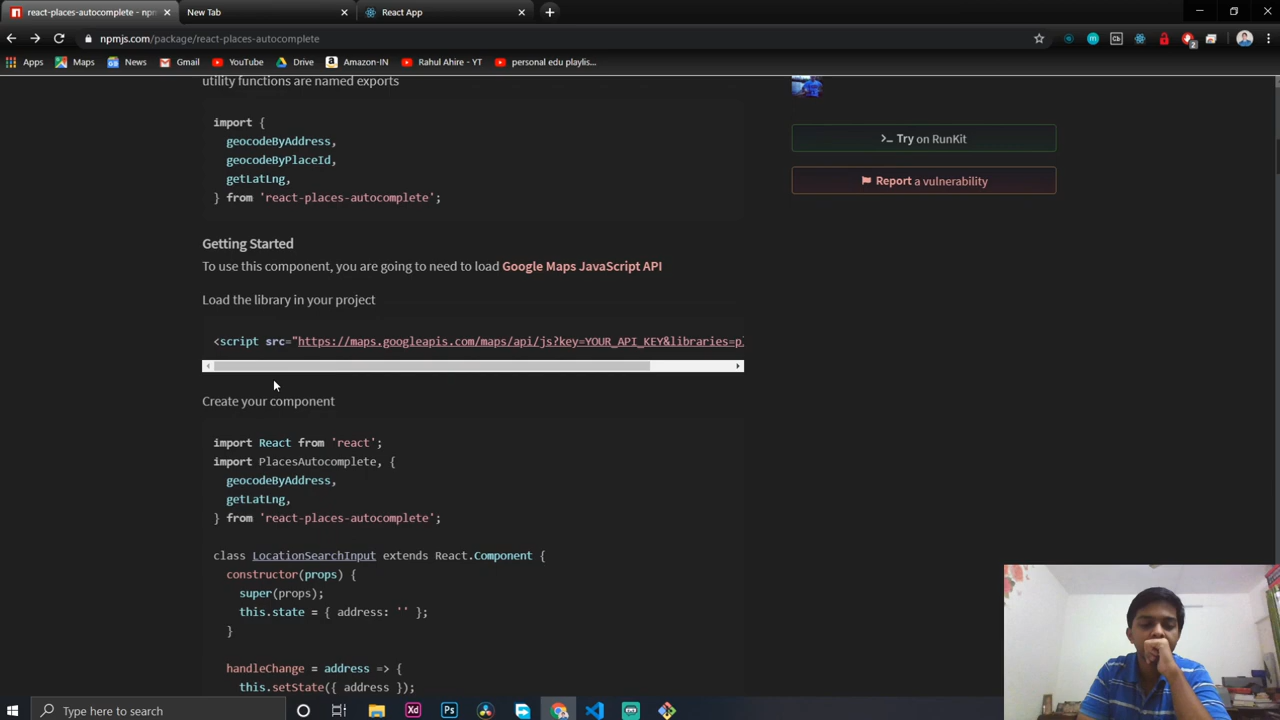 react-places-autocomplete - npm
New Tab
React App
npmjs.com/package/react-places-autocomplete
Apps
Maps
News
Gmail
YouTube
Drive
Amazon-IN
Rahul Ahire - YT
personal edu playlis...
utility functions are named exports
import {
geocodeByAddress,
geocodeByPlaceId,
getLatLng,
} from 'react-places-autocomplete';
>_ Try on RunKit
Report a vulnerability
Getting Started
To use this component, you are going to need to load Google Maps JavaScript API
Load the library in your project
<script src="https://maps.googleapis.com/maps/api/js?key=YOUR_API_KEY&libraries=pl
Create your component
import React from 'react';
import PlacesAutocomplete, {
geocodeByAddress,
getLatLng,
} from 'react-places-autocomplete';
class LocationSearchInput extends React.Component {
constructor(props) {
super(props);
this.state = { address: '' };
}
handleChange = address => {
this.setState({ address });
Type here to search
Xd
Ps